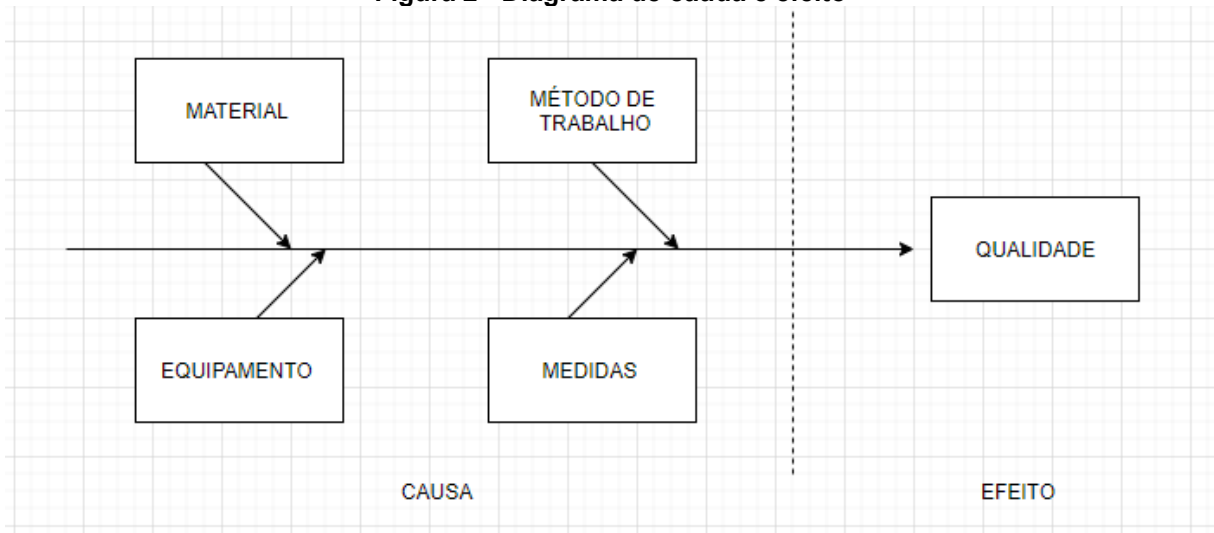 MATERIAL
MÉTODO DE
TRABALHO
QUALIDADE
EQUIPAMENTO
MEDIDAS
CAUSA
EFEITO